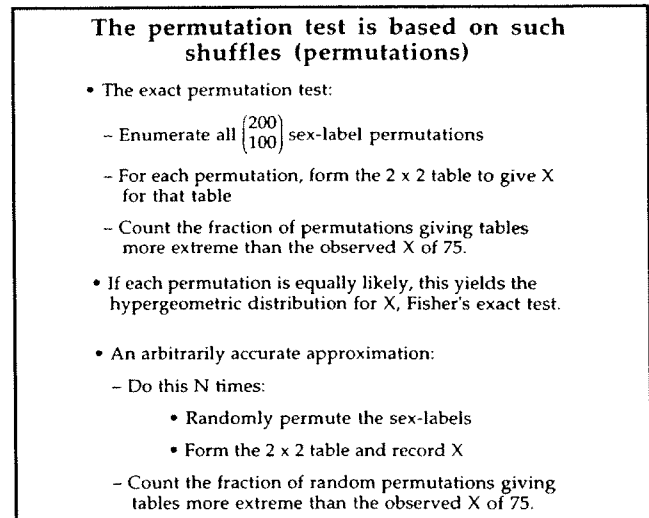 The permutation test is based on such
shuffles (permutations)
• The exact permutation test:
– Enumerate all (200 100) sex-label permutations
– For each permutation, form the 2 x 2 table to give X
for that table
– Count the fraction of permutations giving tables
more extreme than the observed X of 75.
• If each permutation is equally likely, this yields the
hypergeometric distribution for X, Fisher's exact test.
• An arbitrarily accurate approximation:
– Do this N times:
• Randomly permute the sex-labels
• Form the 2 x 2 table and record X
– Count the fraction of random permutations giving
tables more extreme than the observed X of 75.